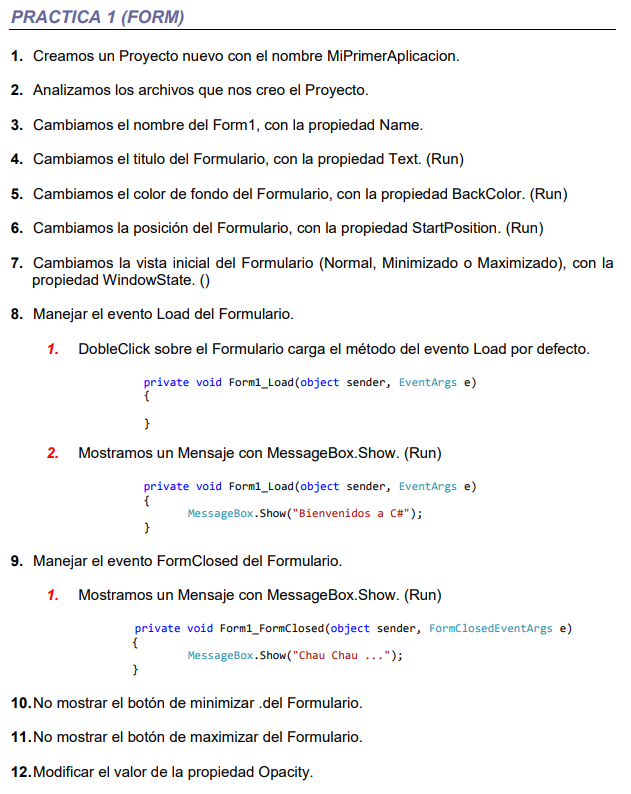 PRACTICA 1 (FORM)
1. Creamos un Proyecto nuevo con el nombre MiPrimerAplicacion.
2. Analizamos los archivos que nos creo el Proyecto.
3. Cambiamos el nombre del Form1, con la propiedad Name.
4. Cambiamos el titulo del Formulario, con la propiedad Text. (Run)
5. Cambiamos el color de fondo del Formulario, con la propiedad BackColor. (Run)
6. Cambiamos la posición del Formulario, con la propiedad StartPosition. (Run)
7. Cambiamos la vista inicial del Formulario (Normal, Minimizado o Maximizado), con la
propiedad WindowState. ()
8. Manejar el evento Load del Formulario.
1. DobleClick sobre el Formulario carga el método del evento Load por defecto.
private void Form1_Load(object sender, EventArgs e)
{
}
2. Mostramos un Mensaje con MessageBox.Show. (Run)
private void Form1_Load(object sender, EventArgs e)
{
MessageBox.Show("Bienvenidos a C#");
}
9. Manejar el evento FormClosed del Formulario.
1. Mostramos un Mensaje con MessageBox.Show. (Run)
private void Form1_FormClosed(object sender, FormClosedEventArgs e)
{
MessageBox.Show("Chau Chau ...");
}
10. No mostrar el botón de minimizar .del Formulario.
11. No mostrar el botón de maximizar del Formulario.
12. Modificar el valor de la propiedad Opacity.